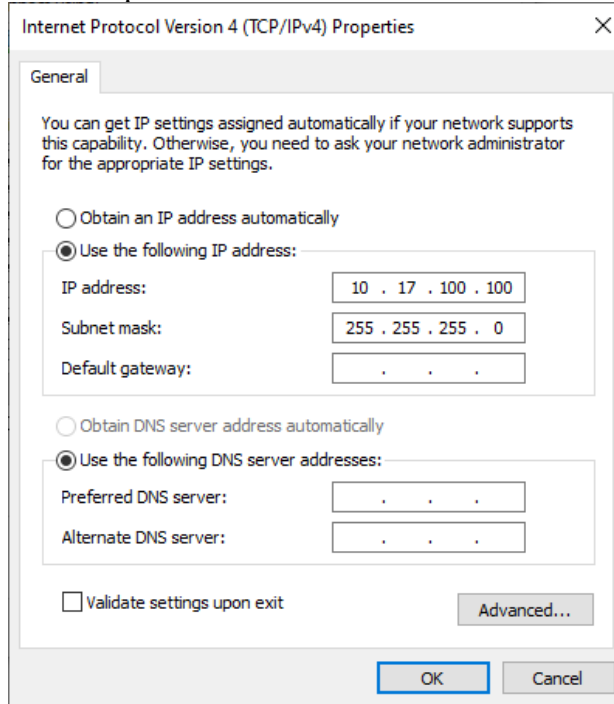 Internet Protocol Version 4 (TCP/IPv4) Properties
General
You can get IP settings assigned automatically if your network supports
this capability. Otherwise, you need to ask your network administrator
for the appropriate IP settings.
Obtain an IP address automatically
Use the following IP address:
IP address: 10 . 17 . 100 . 100
Subnet mask: 255 . 255 . 255 . 0
Default gateway: . . .
Obtain DNS server address automatically
Use the following DNS server addresses:
Preferred DNS server: . . .
Alternate DNS server: . . .
Validate settings upon exit
Advanced...
OK Cancel